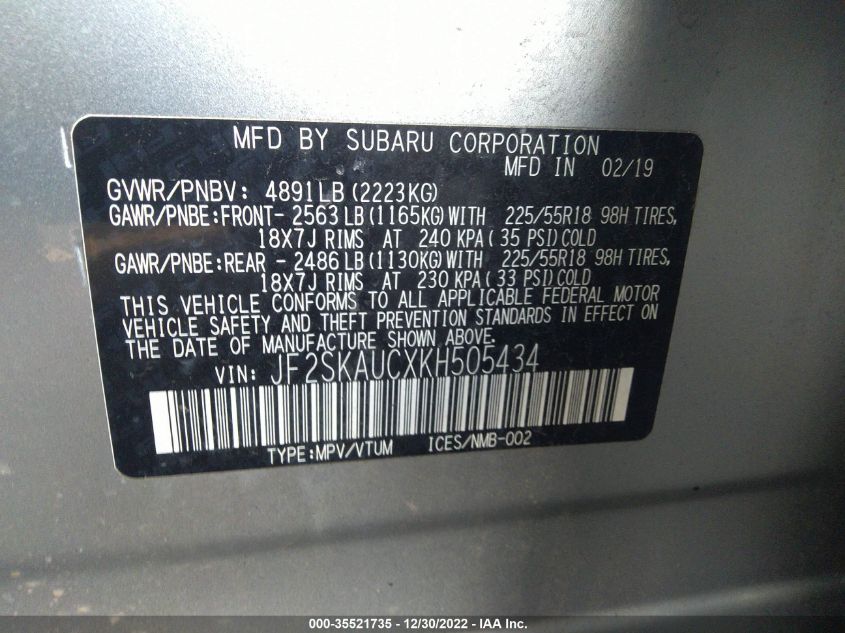 MFD BY SUBARU CORPORATION
MFD IN 02/19
GVWR/PNBV: 4891LB(2223KG)
GAWR/PNBE:FRONT- 2563LB(1165KG)WITH 225/55R18 98H TIRES,
18X7J RIMS AT 240 KPA( 35 PSI)COLD
GAWR/PNBE:REAR - 2486LB(1130KG)WITH 225/55R18 98H TIRES,
18X7J RIMS AT 230 KPA( 33 PSI)COLD
THIS VEHICLE CONFORMS TO ALL APPLICABLE FEDERAL MOTOR
VEHICLE SAFETY AND THEFT PREVENTION STANDARDS IN EFFECT ON
THE DATE OF MANUFACTURE SHOWN ABOVE.
VIN: JF2SKAUCXKH505434
TYPE:MPV/VTUM ICES/NMB-002
000-35521735 - 12/30/2022 - IAA Inc.